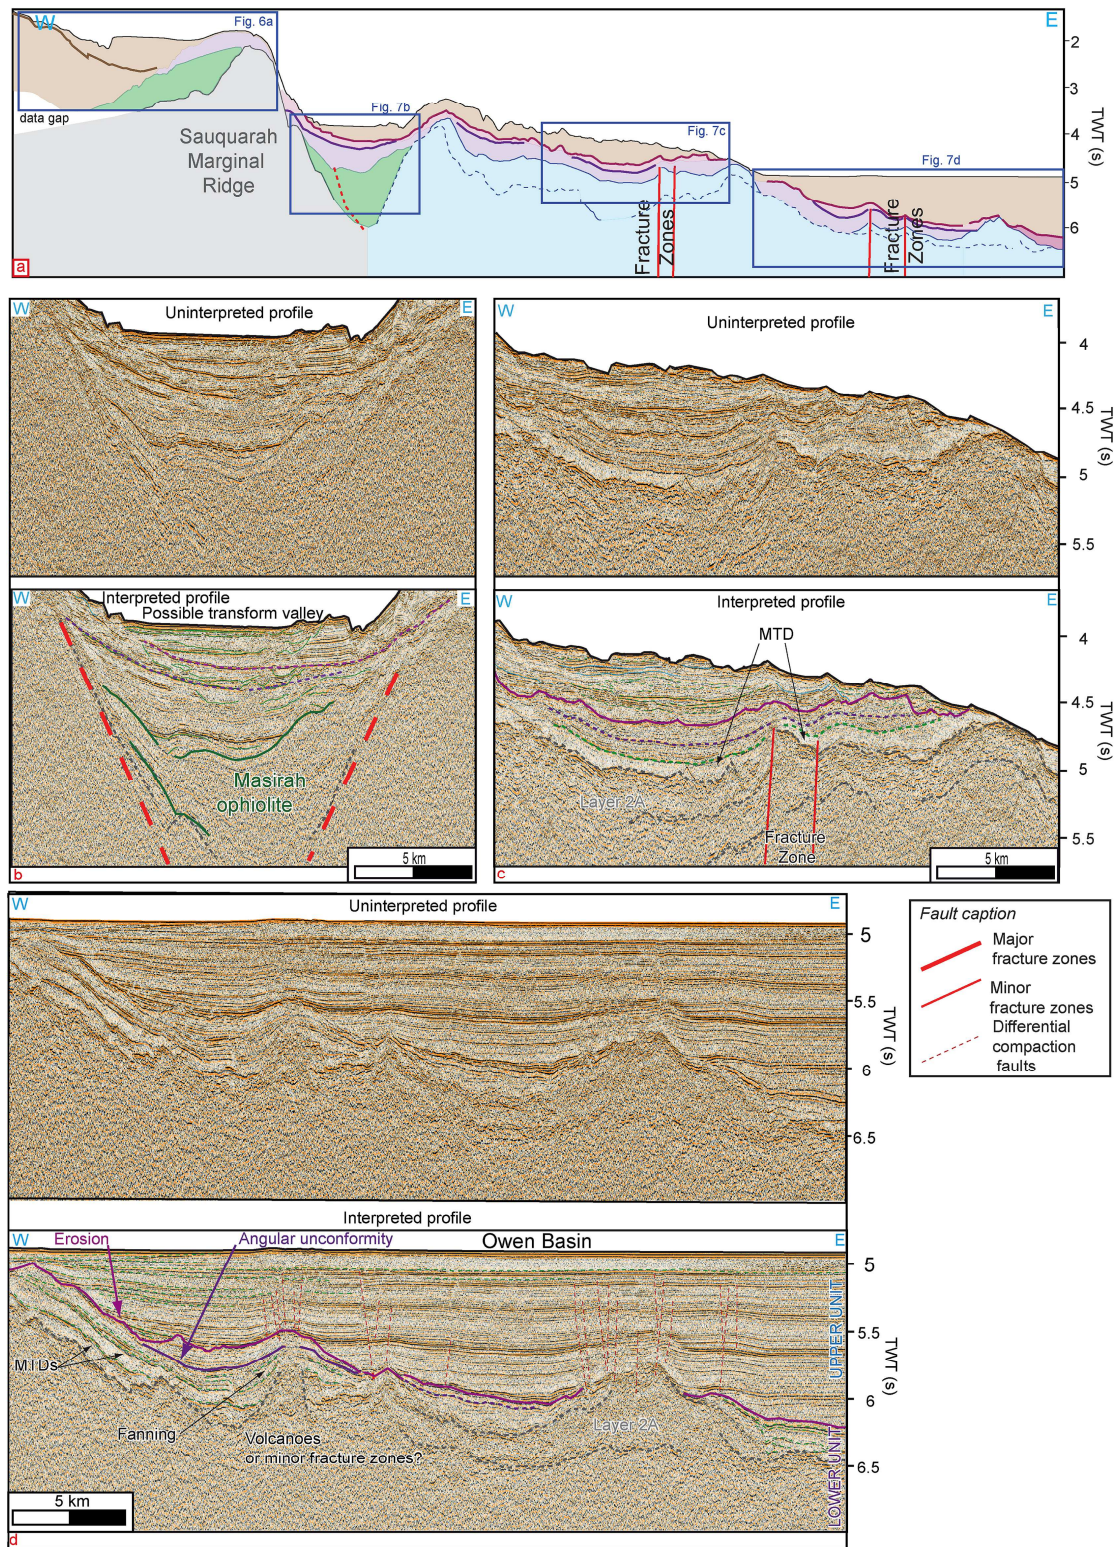 W
Fig. 6a
E
2
3
4
5
6
TWT (s)
data gap
Sauquarah
Marginal
Ridge
Fig. 7b
Fig. 7c
Fig. 7d
Fracture
Zones
Fracture
Zones
a
W
Uninterpreted profile
E
W
Uninterpreted profile
E
4
4.5
5
5.5
TWT (s)
W
Interpreted profile
Possible transform valley
E
Masirah
ophiolite
5 km
b
W
Interpreted profile
E
MTD
Layer 2A
Fracture
Zone
4
4.5
5
5.5
TWT (s)
5 km
c
W
Uninterpreted profile
E
5
5.5
6
6.5
TWT (s)
Fault caption
Major
fracture zones
Minor
fracture zones
Differential
compaction
faults
Interpreted profile
W
Erosion
Angular unconformity
Owen Basin
E
MTDs
Fanning
Volcanoes
or minor fracture zones?
Layer 2A
UPPER UNIT
LOWER UNIT
5
5.5
6
6.5
TWT (s)
5 km
d